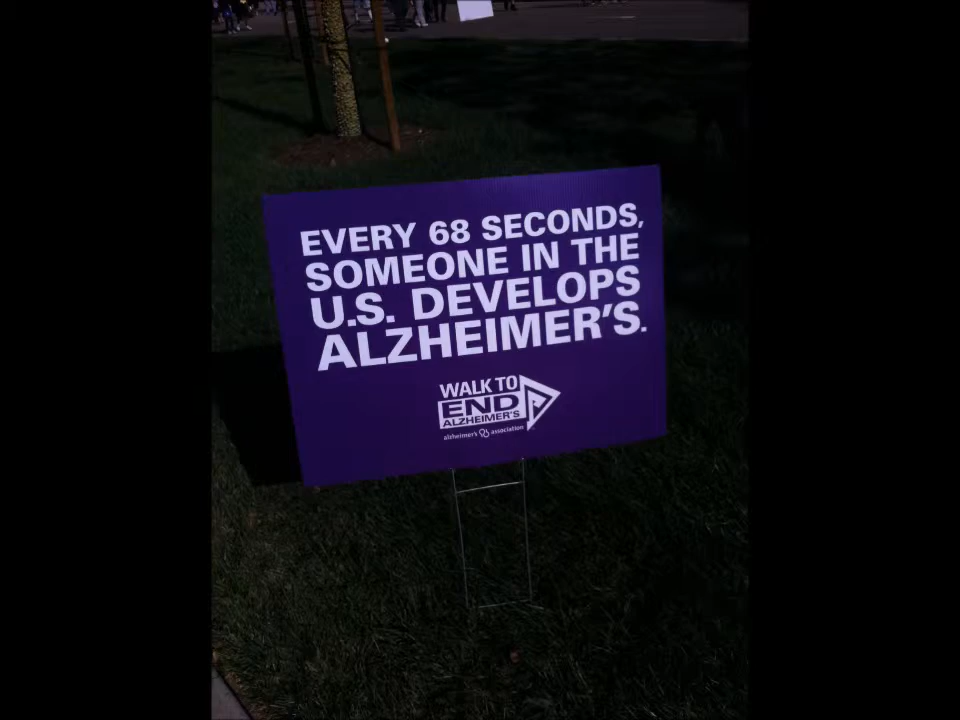 EVERY 68 SECONDS,
SOMEONE IN THE
U.S. DEVELOPS
ALZHEIMER'S.
WALK TO
END
ALZHEIMER'S
alzheimer's association